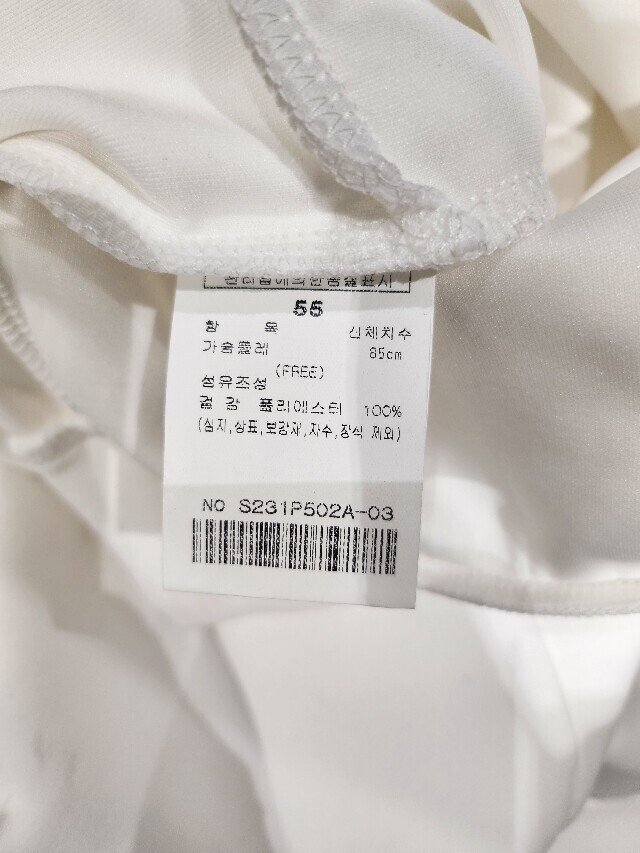 55
항 목 신체치수
가슴둘레 85cm
(FREE)
섬유조성
겉 감 폴리에스터 100%
(심지,상표,보강재,자수,장식 제외)
NO S231P502A-03